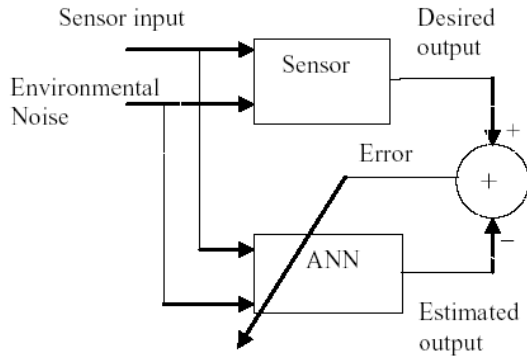 Sensor input
Desired
output
Sensor
Environmental
Noise
+
Error
+
−
ANN
Estimated
output